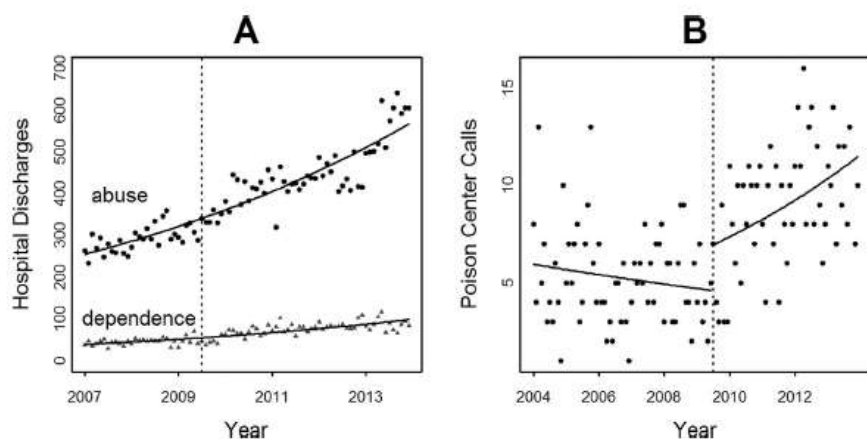 A
Hospital Discharges
700
600
500
400
300
200
100
0
abuse
dependence
2007
2009
2011
2013
Year
B
Poison Center Calls
15
10
5
2004
2006
2008
2010
2012
Year